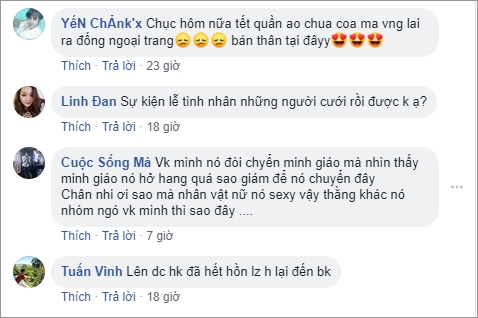 YếN ChÂnk'x Chục hôm nữa tết quần ao chua coa ma vng lai
ra đống ngoại trang😞😞😞 bán thân tại đâyy😍😍😍
Thích · Trả lời · 23 giờ
Linh Đan Sự kiện lễ tình nhân những người cưới rồi được k ạ?
Thích · Trả lời · 18 giờ
Cuộc Sống Mà Vk mình nó đòi chyển minh giáo mà nhìn thấy
minh giáo nó hở hang quá sao giám để nó chuyển đây
Chân nhi ơi sao mà nhân vật nữ nó sexy vậy thằng khác nó
nhòm ngó vk mình thì sao đây ....
Thích · Trả lời · 7 giờ
Tuấn Vinh Lên dc hk đã hết hồn lz h lại đến bk
Thích · Trả lời · 18 giờ